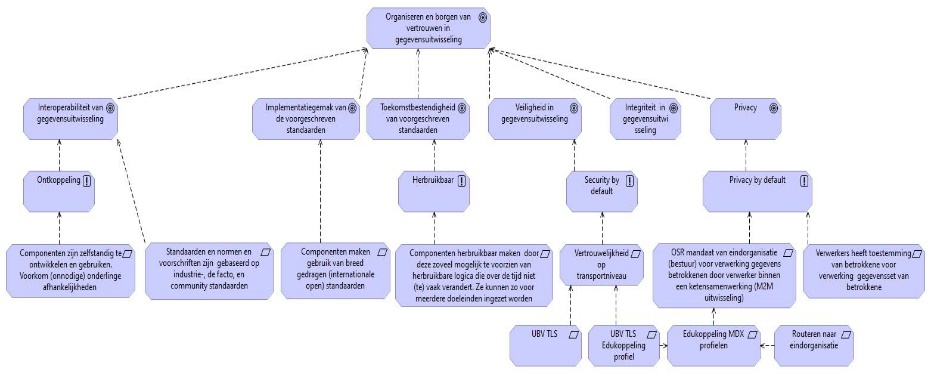 Organiseren en borgen van
vertrouwen in
gegevensuitwisseling
Interoperabiliteit van
gegevensuitwisseling
Implementatiegemak van
de voorgeschreven
standaarden
Toekomstbestendigheid
van voorgeschreven
standaarden
Veiligheid in
gegevensuitwisseling
Integriteit in
gegevensuitwi
sseling
Privacy
Ontkoppeling
Herbruikbaar
Security by
default
Privacy by default
Componenten zijn zelfstandig te
ontwikkelen en gebruiken.
Voorkom (onnodige) onderlinge
afhankelijkheden
Standaarden en normen en
voorschriften zijn gebaseerd op
industrie-, de facto, en
community standaarden
Componenten maken
gebruik van breed
gedragen (internationale
open) standaarden
Componenten herbruikbaar maken door
deze zoveel mogelijk te voorzien van
herbruikbare logica die over de tijd niet
(te) vaak verandert. Ze kunnen zo voor
meerdere doeleinden ingezet worden
Vertrouwelijkheid
op
transportniveau
OSR mandaat van eindorganisatie
(bestuur) voor verwerking gegevens
betrokkenen door verwerker binnen
een ketensamenwerking (M2M
uitwisseling)
Verwerkers heeft toestemming
van betrokkene voor
verwerking gegevensset van
betrokkene
UBV TLS
UBV TLS
Edukoppeling
profiel
Edukoppeling MDX
profielen
Routeren naar
eindorganisatie